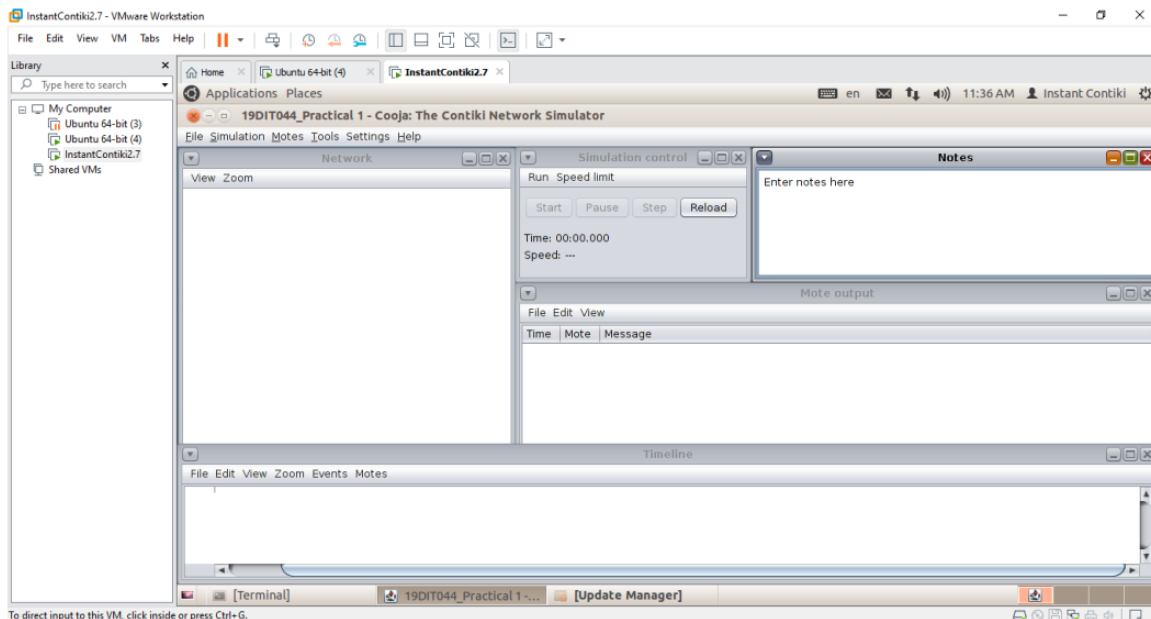 InstantContiki2.7 - VMware Workstation
File Edit View VM Tabs Help
Library
Type here to search
My Computer
Ubuntu 64-bit (3)
Ubuntu 64-bit (4)
InstantContiki2.7
Shared VMs
Home Ubuntu 64-bit (4) InstantContiki2.7
Applications Places en 11:36 AM Instant Contiki
19DIT044_Practical 1 - Cooja: The Contiki Network Simulator
File Simulation Motes Tools Settings Help
Network
View Zoom
Simulation control
Run Speed limit
Start Pause Step Reload
Time: 00:00.000
Speed: ---
Notes
Enter notes here
Mote output
File Edit View
Time Mote Message
Timeline
File Edit View Zoom Events Motes
[Terminal] 19DIT044_Practical 1 -... [Update Manager]
To direct input to this VM, click inside or press Ctrl+G.